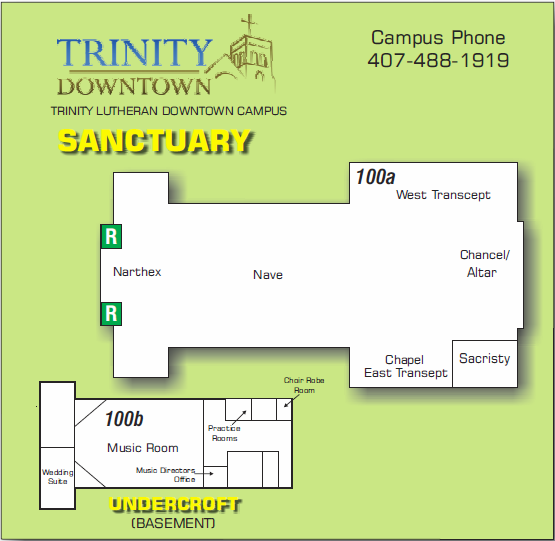 TRINITY
DOWNTOWN
Campus Phone
407-488-1919
TRINITY LUTHERAN DOWNTOWN CAMPUS
SANCTUARY
100a
West Transcept
R
Narthex
Nave
Chancel/
Altar
R
Chapel
East Transept
Sacristy
Choir Robe
Room
100b
Practice
Rooms
Music Room
Wedding
Suite
Music Directors
Office
UNDERCROFT
(BASEMENT)